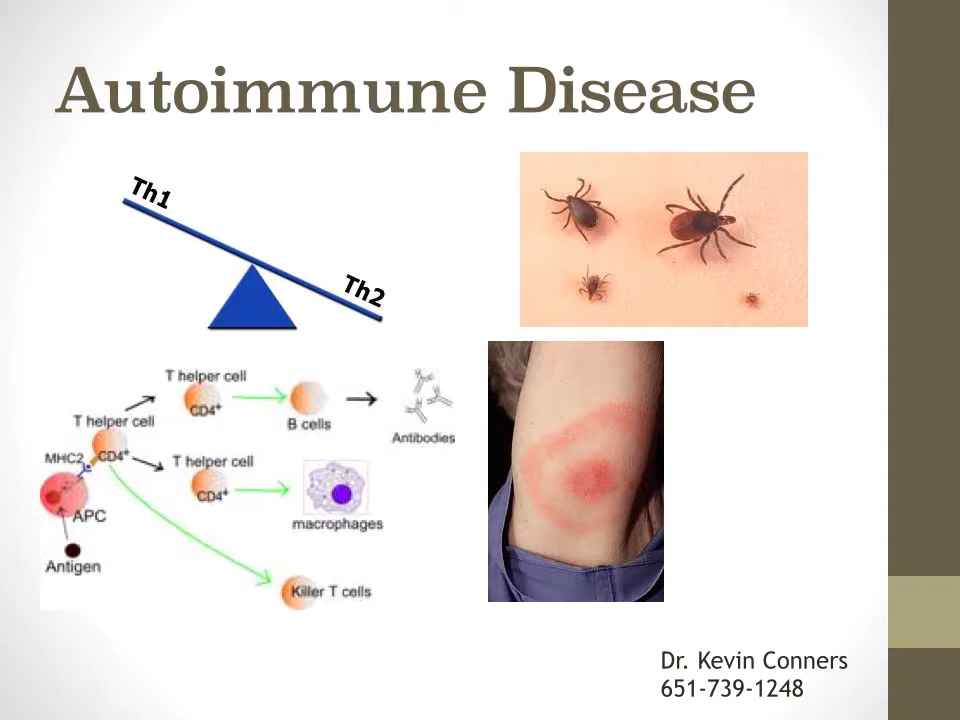 Autoimmune Disease
Th1
Th2
T helper cell
CD4+
B cells
Antibodies
T helper cell
CD4+
MHC2
APC
Antigen
T helper cell
CD4+
macrophages
Killer T cells
Dr. Kevin Conners
651-739-1248